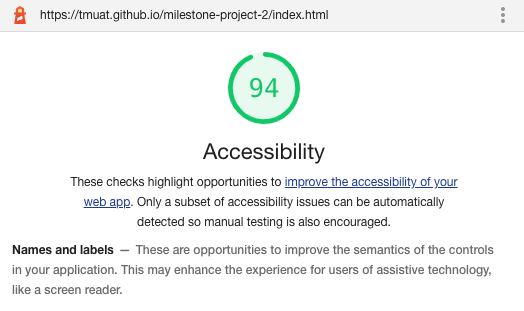 https://tmuat.github.io/milestone-project-2/index.html
94
Accessibility
These checks highlight opportunities to improve the accessibility of your
web app. Only a subset of accessibility issues can be automatically
detected so manual testing is also encouraged.
Names and labels — These are opportunities to improve the semantics of the controls
in your application. This may enhance the experience for users of assistive technology,
like a screen reader.